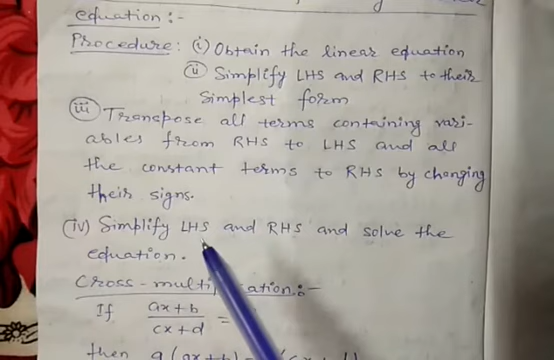 equation :-
Procedure : (i) Obtain the linear equation
(ii) Simplify LHS and RHS to their
simplest form
(iii) Transpose all terms containing vari-
ables from RHS to LHS and all
the constant terms to RHS by changing
their signs.
(iv) Simplify LHS and RHS and solve the
equation.
Cross-multiplication :-
If ax+b / cx+d =
then